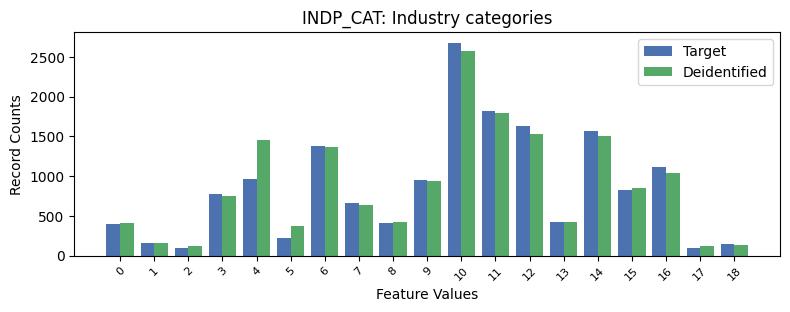 INDP_CAT: Industry categories
Target
Deidentified
Record Counts
2500
2000
1500
1000
500
0
0 1 2 3 4 5 6 7 8 9 10 11 12 13 14 15 16 17 18
Feature Values